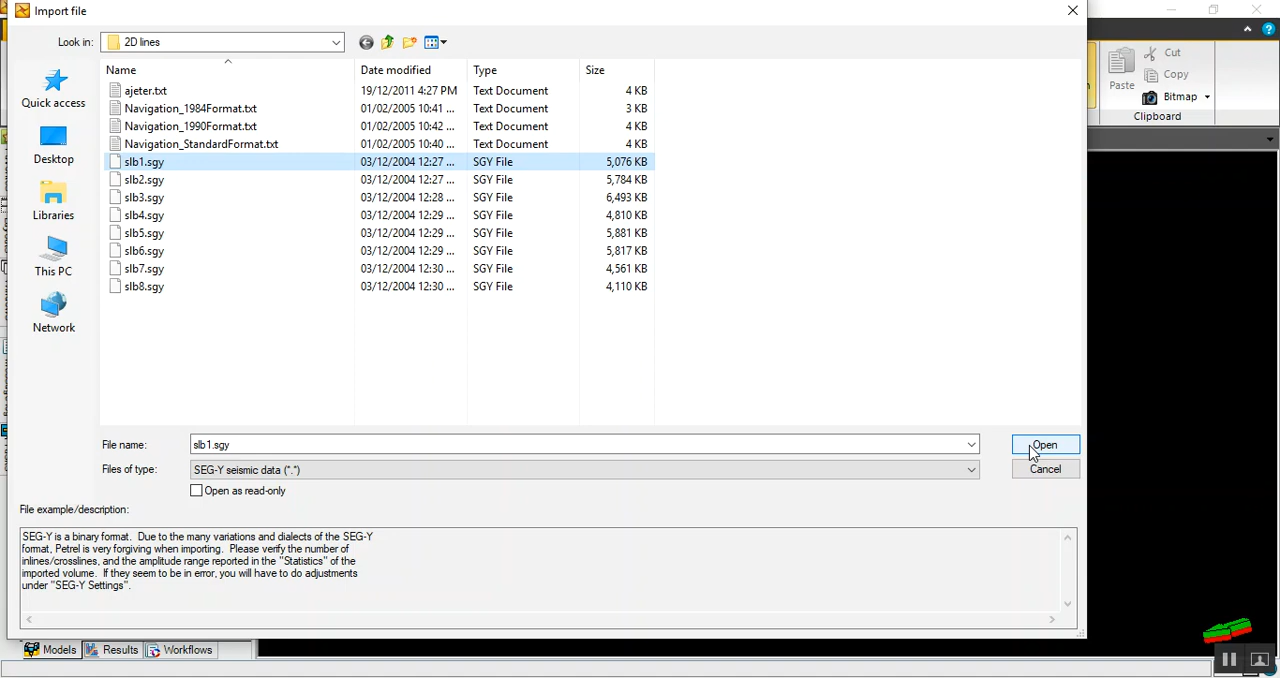 Import file
Look in: 2D lines
Name Date modified Type Size
ajeter.txt 19/12/2011 4:27 PM Text Document 4 KB
Navigation_1984Format.txt 01/02/2005 10:41 ... Text Document 3 KB
Navigation_1990Format.txt 01/02/2005 10:42 ... Text Document 4 KB
Navigation_StandardFormat.txt 01/02/2005 10:40 ... Text Document 4 KB
slb1.sgy 03/12/2004 12:27 ... SGY File 5,076 KB
slb2.sgy 03/12/2004 12:27 ... SGY File 5,784 KB
slb3.sgy 03/12/2004 12:28 ... SGY File 6,493 KB
slb4.sgy 03/12/2004 12:29 ... SGY File 4,810 KB
slb5.sgy 03/12/2004 12:29 ... SGY File 5,881 KB
slb6.sgy 03/12/2004 12:29 ... SGY File 5,817 KB
slb7.sgy 03/12/2004 12:30 ... SGY File 4,561 KB
slb8.sgy 03/12/2004 12:30 ... SGY File 4,110 KB
Quick access
Desktop
Libraries
This PC
Network
File name: slb1.sgy Open
Files of type: SEG-Y seismic data (*.*) Cancel
Open as read-only
File example/description:
SEG-Y is a binary format. Due to the many variations and dialects of the SEG-Y
format, Petrel is very forgiving when importing. Please verify the number of
inlines/crosslines, and the amplitude range reported in the "Statistics" of the
imported volume. If they seem to be in error, you will have to do adjustments
under "SEG-Y Settings".
Cut
Copy
Paste
Bitmap
Clipboard
Models Results Workflows